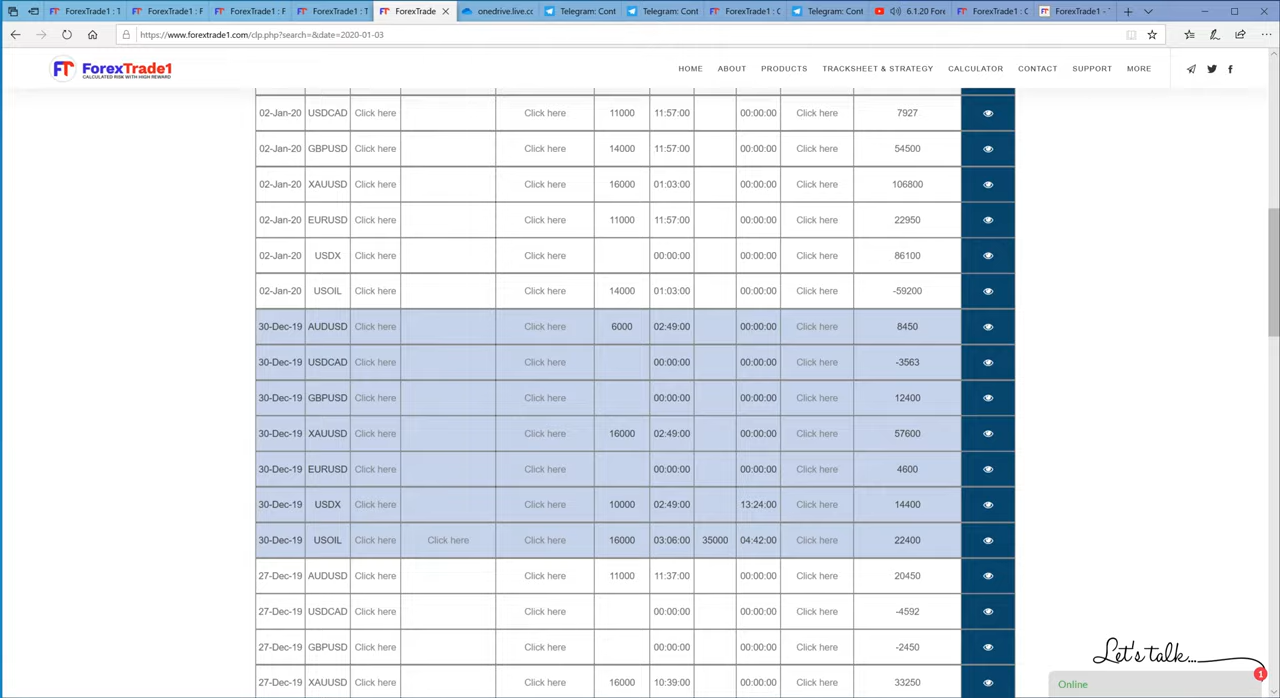 ForexTrade1 : T
ForexTrade1 : F
ForexTrade1 : F
ForexTrade1 : T
ForexTrade
onedrive.live.co
Telegram: Cont
Telegram: Cont
ForexTrade1 : C
Telegram: Cont
6.1.20 Fore
ForexTrade1 : C
ForexTrade1 -
https://www.forextrade1.com/clp.php?search=&date=2020-01-03
FT ForexTrade1
CALCULATED RISK WITH HIGH REWARD
HOME ABOUT PRODUCTS TRACKSHEET & STRATEGY CALCULATOR CONTACT SUPPORT MORE
02-Jan-20 USDCAD Click here Click here 11000 11:57:00 00:00:00 Click here 7927
02-Jan-20 GBPUSD Click here Click here 14000 11:57:00 00:00:00 Click here 54500
02-Jan-20 XAUUSD Click here Click here 16000 01:03:00 00:00:00 Click here 106800
02-Jan-20 EURUSD Click here Click here 11000 11:57:00 00:00:00 Click here 22950
02-Jan-20 USDX Click here Click here 00:00:00 00:00:00 Click here 86100
02-Jan-20 USOIL Click here Click here 14000 01:03:00 00:00:00 Click here -59200
30-Dec-19 AUDUSD Click here Click here 6000 02:49:00 00:00:00 Click here 8450
30-Dec-19 USDCAD Click here Click here 00:00:00 00:00:00 Click here -3563
30-Dec-19 GBPUSD Click here Click here 00:00:00 00:00:00 Click here 12400
30-Dec-19 XAUUSD Click here Click here 16000 02:49:00 00:00:00 Click here 57600
30-Dec-19 EURUSD Click here Click here 00:00:00 00:00:00 Click here 4600
30-Dec-19 USDX Click here Click here 10000 02:49:00 13:24:00 Click here 14400
30-Dec-19 USOIL Click here Click here Click here 16000 03:06:00 35000 04:42:00 Click here 22400
27-Dec-19 AUDUSD Click here Click here 11000 11:37:00 00:00:00 Click here 20450
27-Dec-19 USDCAD Click here Click here 00:00:00 00:00:00 Click here -4592
27-Dec-19 GBPUSD Click here Click here 00:00:00 00:00:00 Click here -2450
27-Dec-19 XAUUSD Click here Click here 16000 10:39:00 00:00:00 Click here 33250
Let's talk...
1
Online